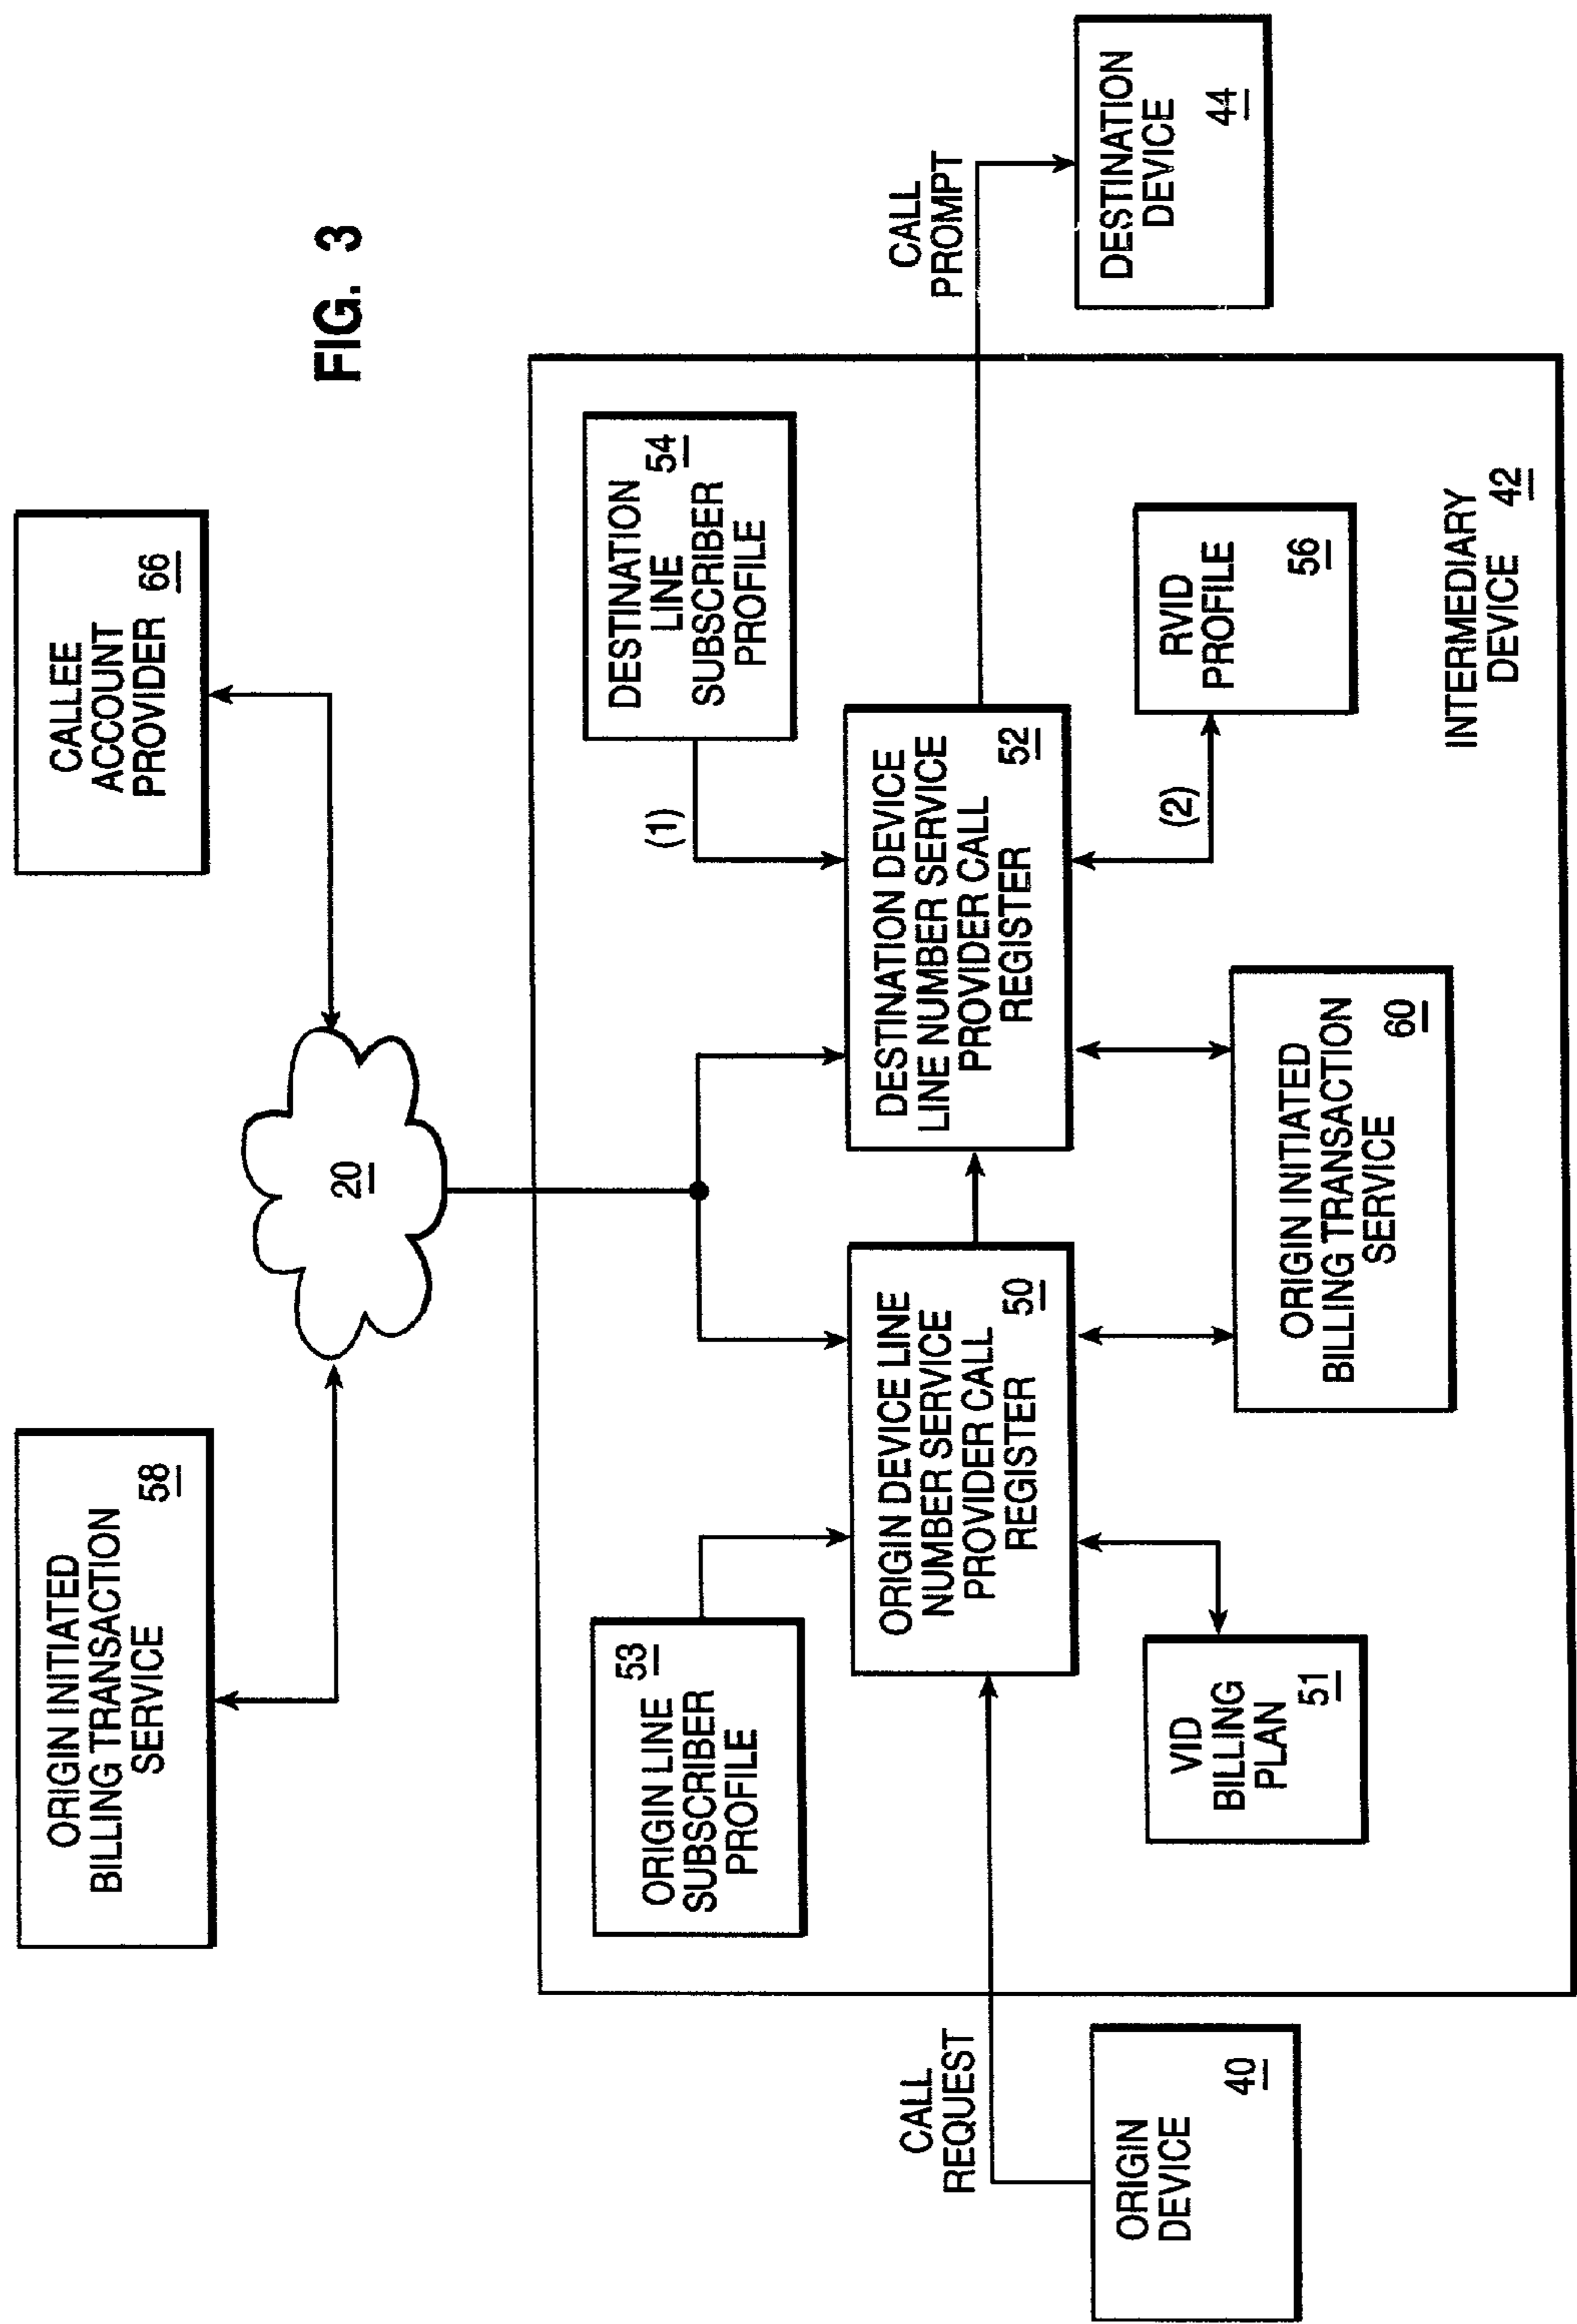 ORIGIN INITIATED
BILLING TRANSACTION
SERVICE
58
CALLEE
ACCOUNT
PROVIDER 66
20
FIG. 3
ORIGIN LINE
SUBSCRIBER
PROFILE
53
DESTINATION
LINE
SUBSCRIBER
PROFILE
54
(1)
CALL
REQUEST
ORIGIN DEVICE LINE
NUMBER SERVICE
PROVIDER CALL
REGISTER
50
DESTINATION DEVICE
LINE NUMBER SERVICE
PROVIDER CALL
REGISTER
52
CALL
PROMPT
ORIGIN
DEVICE
40
VID
BILLING
PLAN
51
ORIGIN INITIATED
BILLING TRANSACTION
SERVICE
60
(2)
RVID
PROFILE
56
DESTINATION
DEVICE
44
INTERMEDIARY
DEVICE 42